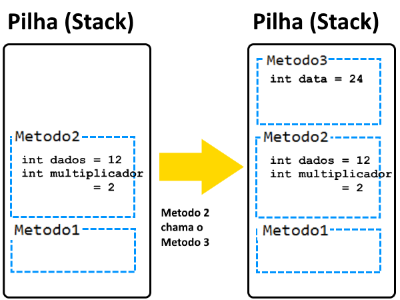 Pilha (Stack)
Metodo2
int dados = 12
int multiplicador
= 2
Metodo1
Metodo 2
chama o
Metodo 3
Pilha (Stack)
Metodo3
int data = 24
Metodo2
int dados = 12
int multiplicador
= 2
Metodo1